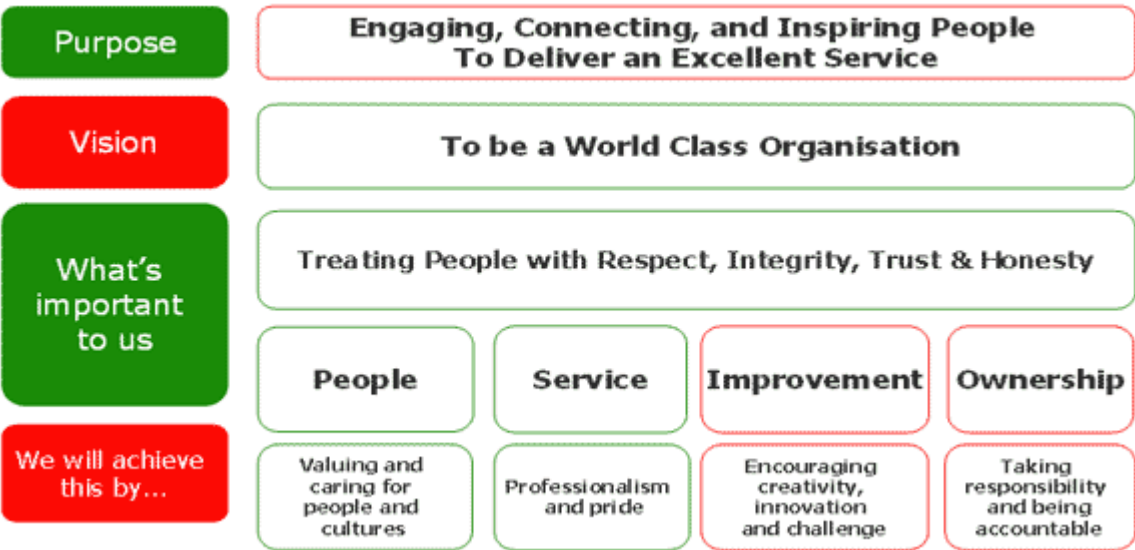 Purpose
Engaging, Connecting, and Inspiring People
To Deliver an Excellent Service
Vision
To be a World Class Organisation
What's
important
to us
Treating People with Respect, Integrity, Trust & Honesty
People
Service
Improvement
Ownership
We will achieve
this by...
Valuing and
caring for
people and
cultures
Professionalism
and pride
Encouraging
creativity,
innovation
and challenge
Taking
responsibility
and being
accountable